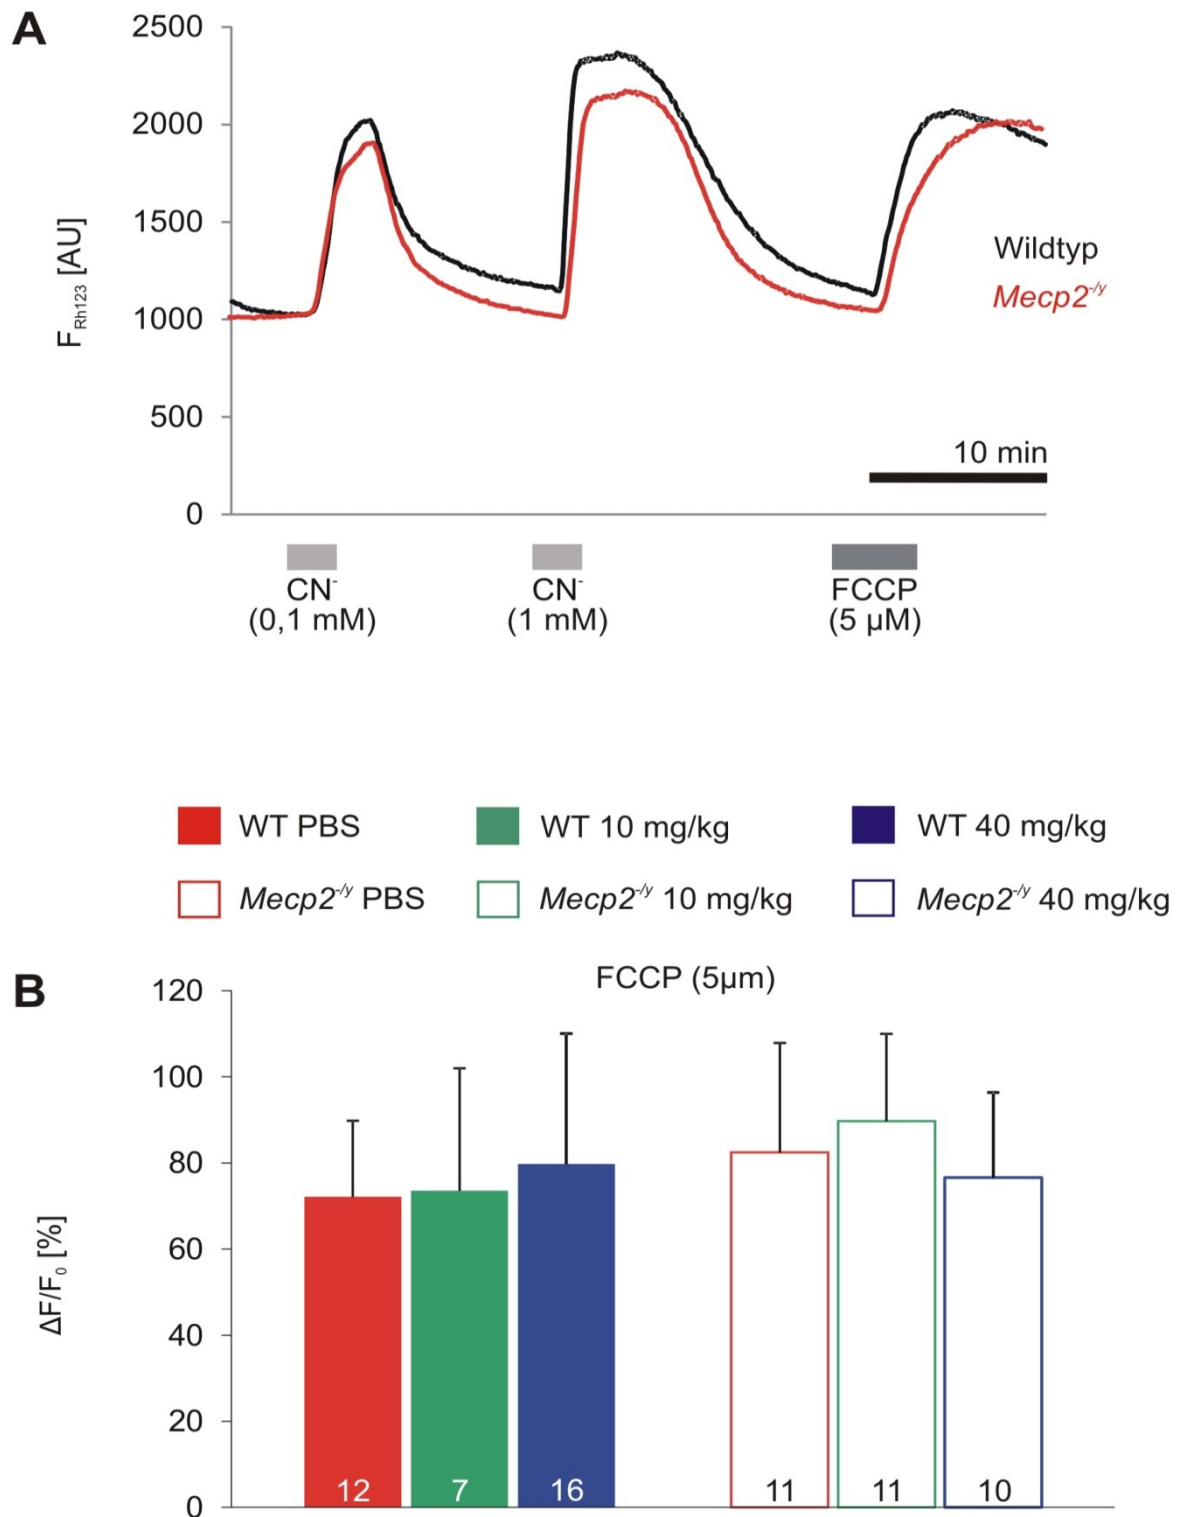 A
2500
2000
1500
1000
500
0
F Rh123 [AU]
Wildtyp
Mecp2-/y
10 min
CN- CN- FCCP
(0,1 mM) (1 mM) (5 µM)
WT PBS WT 10 mg/kg WT 40 mg/kg
Mecp2-/y PBS Mecp2-/y 10 mg/kg Mecp2-/y 40 mg/kg
B
FCCP (5µm)
120
100
80
60
40
20
0
ΔF/F0 [%]
12 7 16 11 11 10